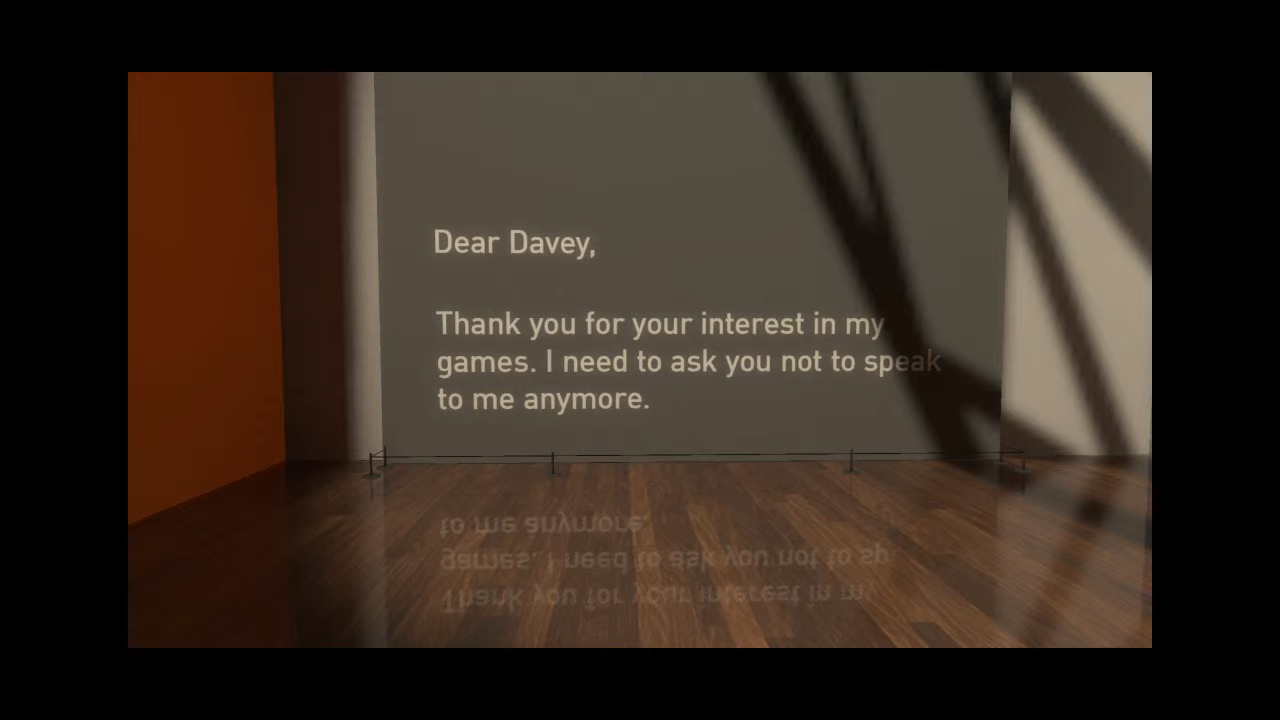 Dear Davey,
Thank you for your interest in my
games. I need to ask you not to speak
to me anymore.